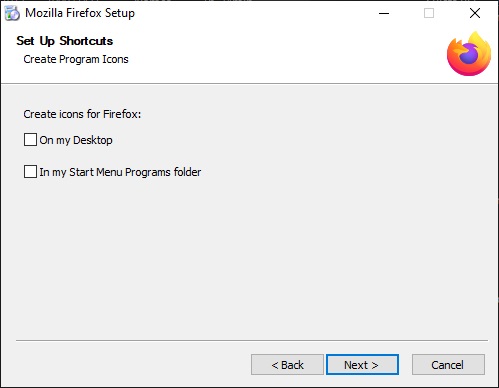 Mozilla Firefox Setup
Set Up Shortcuts
Create Program Icons
Create icons for Firefox:
On my Desktop
In my Start Menu Programs folder
< Back Next > Cancel